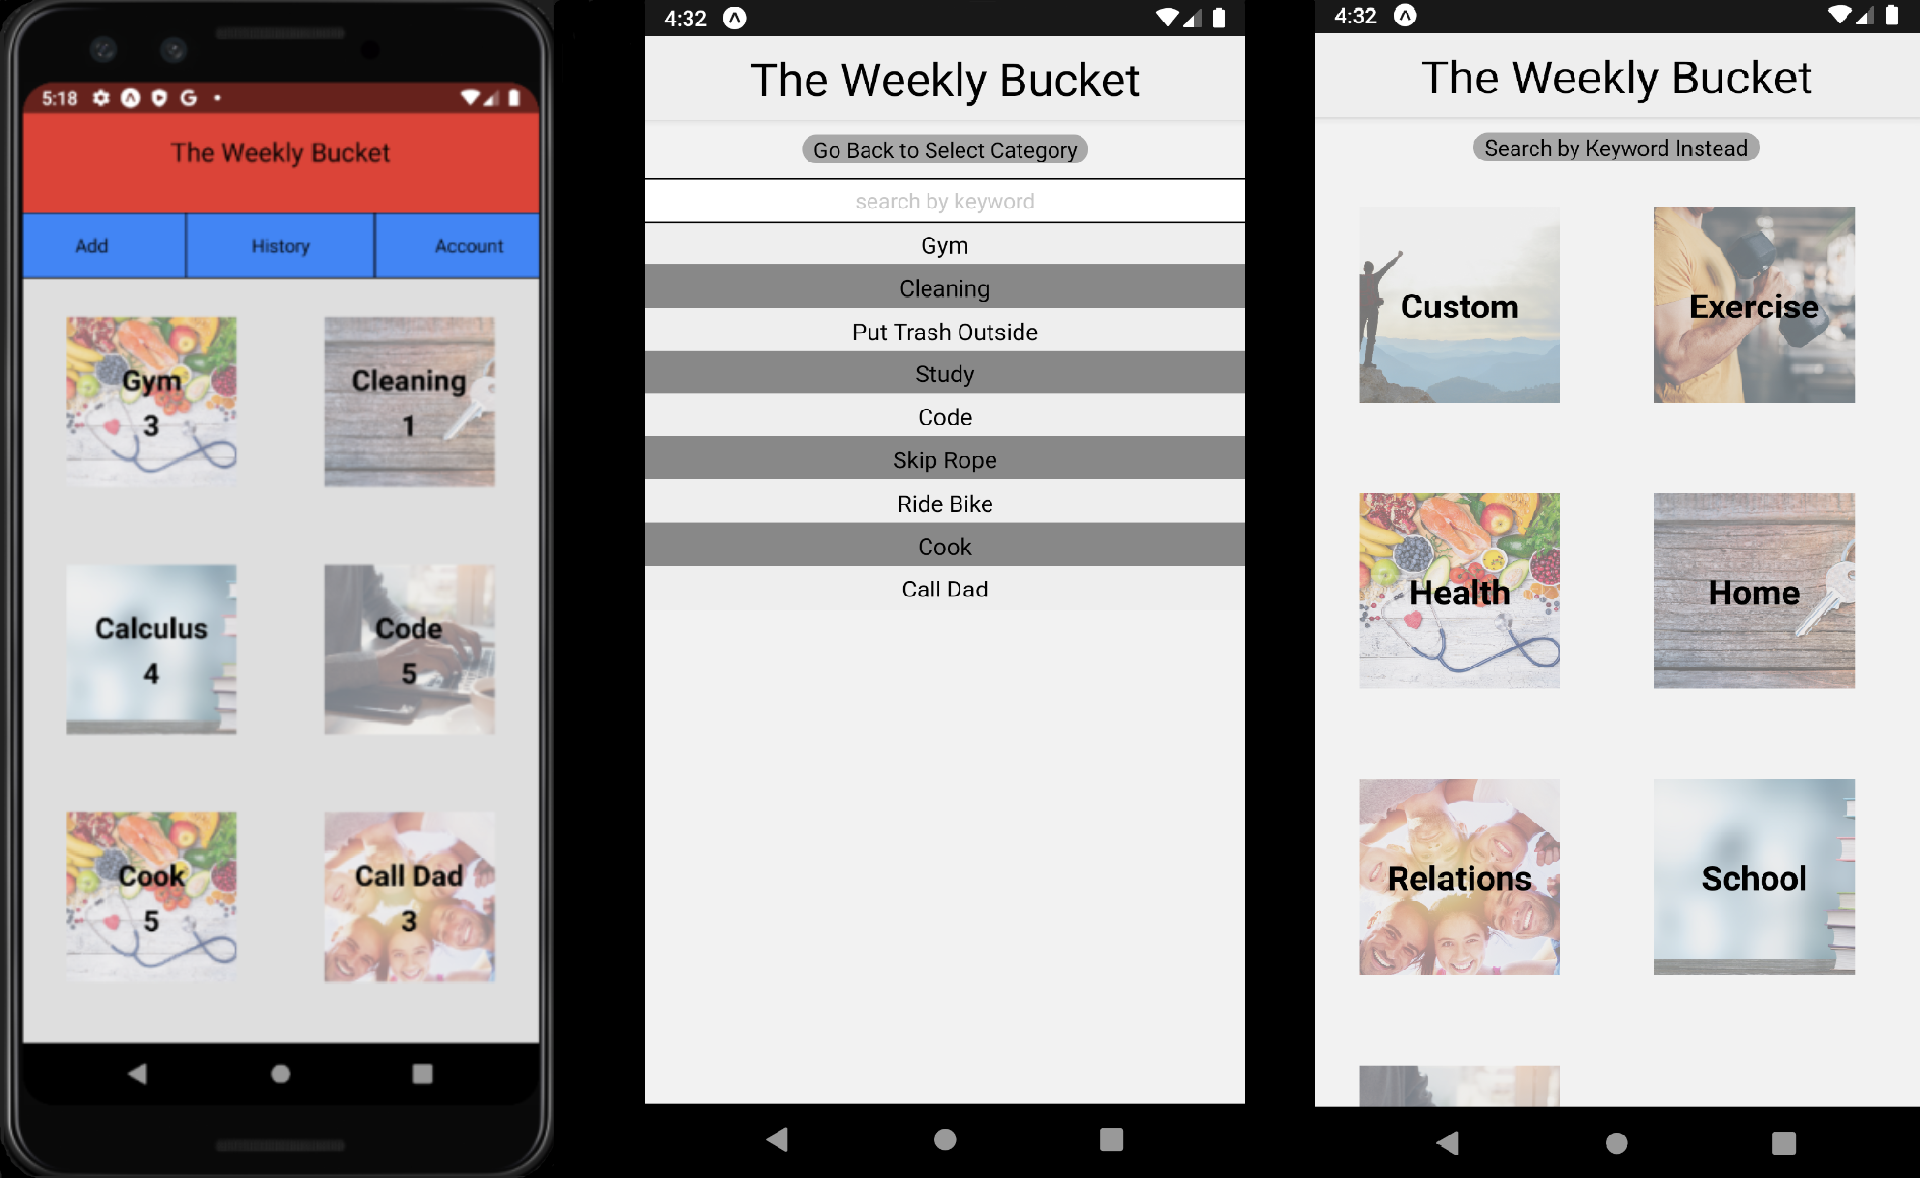 5:18
The Weekly Bucket
Add
History
Account
Gym
3
Cleaning
1
Calculus
4
Code
5
Cook
5
Call Dad
3
4:32
The Weekly Bucket
Go Back to Select Category
search by keyword
Gym
Cleaning
Put Trash Outside
Study
Code
Skip Rope
Ride Bike
Cook
Call Dad
4:32
The Weekly Bucket
Search by Keyword Instead
Custom
Exercise
Health
Home
Relations
School